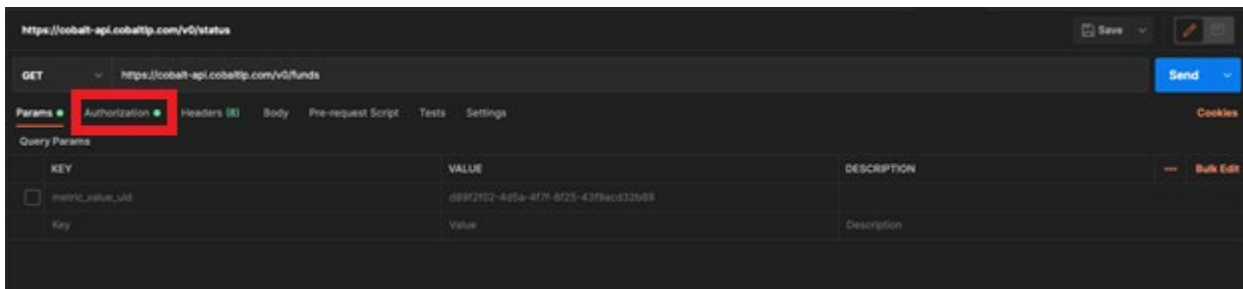 https://cobalt-api.cobaltlp.com/v0/status Save
GET https://cobalt-api.cobaltlp.com/v0/funds Send
Params Authorization Headers (8) Body Pre-request Script Tests Settings Cookies
Query Params
KEY VALUE DESCRIPTION Bulk Edit
metric_value_uid d89f2f02-4d5a-4f7f-8f25-43f9acd32b89
Key Value Description